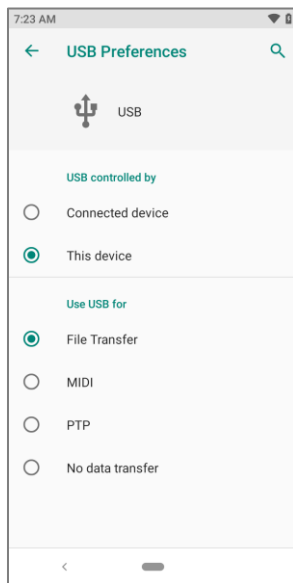 7:23 AM
USB Preferences
USB
USB controlled by
Connected device
This device
Use USB for
File Transfer
MIDI
PTP
No data transfer